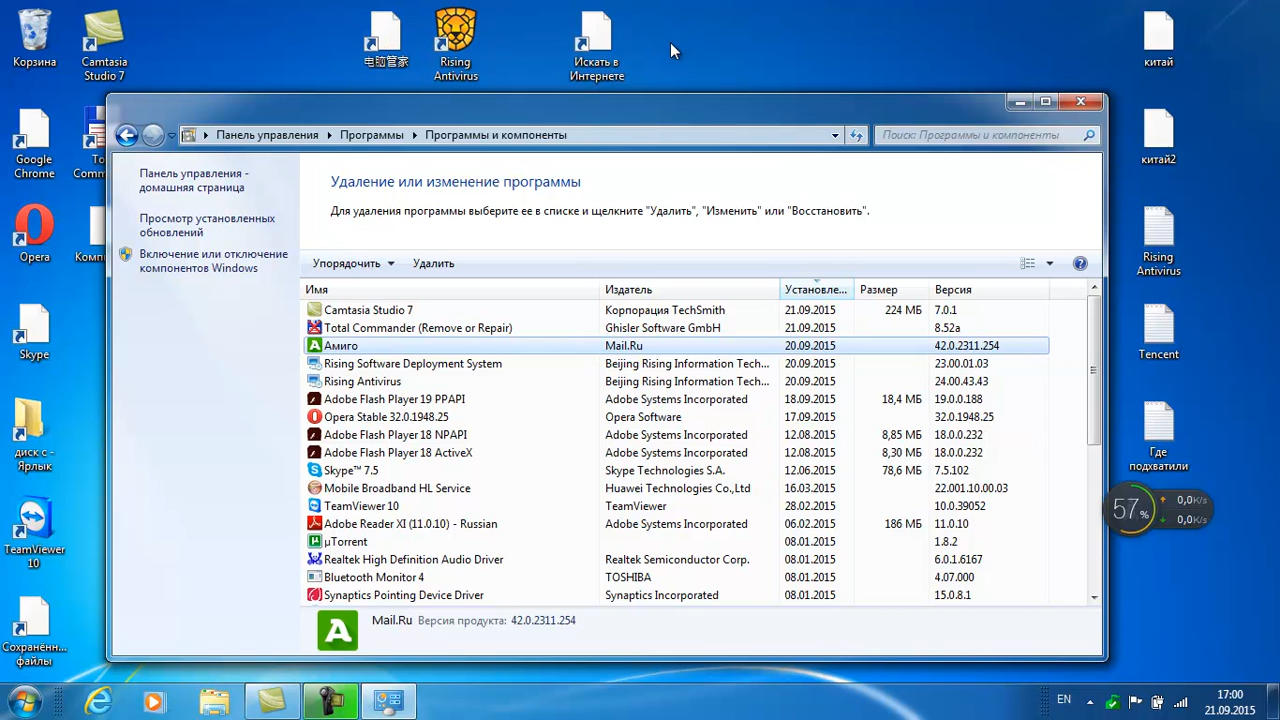 Корзина
Camtasia
Studio 7
电脑管家
Rising
Antivirus
Искать в
Интернете
китай
Google
Chrome
Opera
Skype
диск с -
Ярлык
TeamViewer
10
Сохранённ...
файлы
китай2
Rising
Antivirus
Tencent
Где
подхватили
57%
0,0K/s
0,0K/s
Панель управления
Программы
Программы и компоненты
Поиск: Программы и компоненты
Панель управления -
домашняя страница
Просмотр установленных
обновлений
Включение или отключение
компонентов Windows
Удаление или изменение программы
Для удаления программы выберите ее в списке и щелкните "Удалить", "Изменить" или "Восстановить".
Упорядочить Удалить
Имя Издатель Установле... Размер Версия
Camtasia Studio 7 Корпорация TechSmith 21.09.2015 224 МБ 7.0.1
Total Commander (Remove or Repair) Ghisler Software GmbH 21.09.2015 8.52a
Амиго Mail.Ru 20.09.2015 42.0.2311.254
Rising Software Deployment System Beijing Rising Information Tech... 20.09.2015 23.00.01.03
Rising Antivirus Beijing Rising Information Tech... 20.09.2015 24.00.43.43
Adobe Flash Player 19 PPAPI Adobe Systems Incorporated 18.09.2015 18,4 МБ 19.0.0.188
Opera Stable 32.0.1948.25 Opera Software 17.09.2015 32.0.1948.25
Adobe Flash Player 18 NPAPI Adobe Systems Incorporated 12.08.2015 8,85 МБ 18.0.0.232
Adobe Flash Player 18 ActiveX Adobe Systems Incorporated 12.08.2015 8,30 МБ 18.0.0.232
Skype™ 7.5 Skype Technologies S.A. 12.06.2015 78,6 МБ 7.5.102
Mobile Broadband HL Service Huawei Technologies Co.,Ltd 16.03.2015 22.001.10.00.03
TeamViewer 10 TeamViewer 28.02.2015 10.0.39052
Adobe Reader XI (11.0.10) - Russian Adobe Systems Incorporated 06.02.2015 186 МБ 11.0.10
µTorrent 08.01.2015 1.8.2
Realtek High Definition Audio Driver Realtek Semiconductor Corp. 08.01.2015 6.0.1.6167
Bluetooth Monitor 4 TOSHIBA 08.01.2015 4.07.000
Synaptics Pointing Device Driver Synaptics Incorporated 08.01.2015 15.0.8.1
Mail.Ru Версия продукта: 42.0.2311.254
EN
17:00
21.09.2015